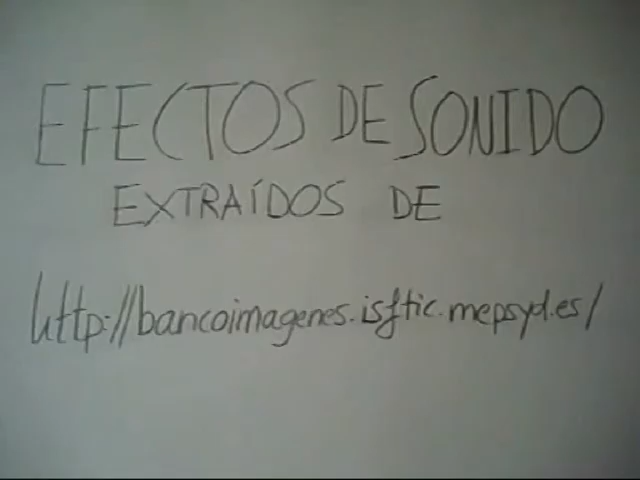 EFECTOS DE SONIDO
EXTRAÍDOS DE
http://bancoimagenes.isftic.mepsyd.es/